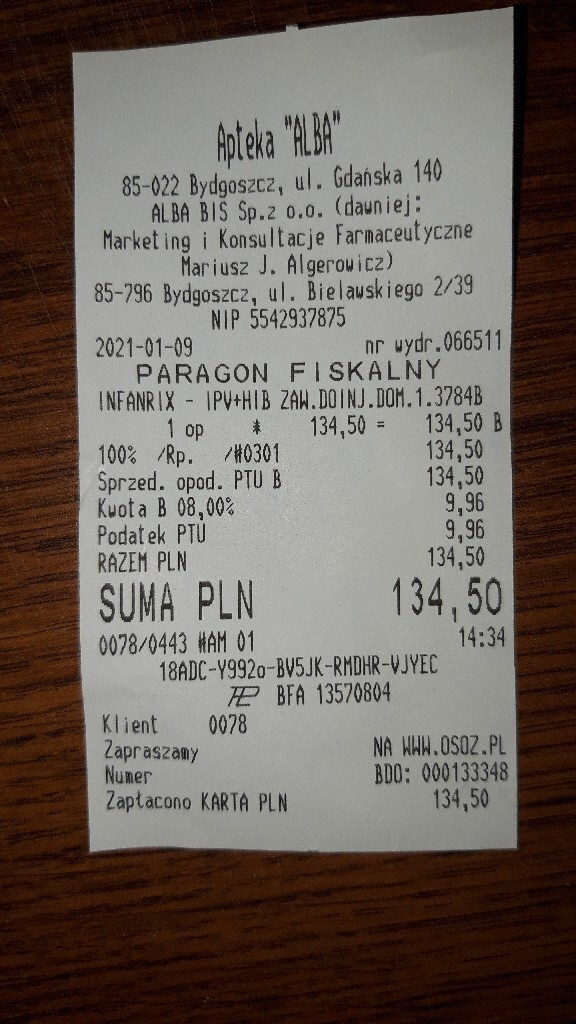 Apteka "ALBA"
85-022 Bydgoszcz, ul. Gdańska 140
ALBA BIS Sp.z o.o. (dawniej:
Marketing i Konsultacje Farmaceutyczne
Mariusz J. Algerowicz)
85-796 Bydgoszcz, ul. Bielawskiego 2/39
NIP 5542937875
2021-01-09 nr wydr.066511
PARAGON FISKALNY
INFANRIX - IPV+HIB ZAW.DOINJ.DOM.1.3784B
1 op * 134,50 = 134,50 B
100% /Rp. /#0301 134,50
Sprzed. opod. PTU B 134,50
Kwota B 08,00% 9,96
Podatek PTU 9,96
RAZEM PLN 134,50
SUMA PLN 134,50
0078/0443 #AM 01 14:34
18ADC-Y992o-BV5JK-RMDHR-WJYEC
BFA 13570804
Klient 0078
Zapraszamy NA WWW.OSOZ.PL
Numer BDO: 000133348
Zapłacono KARTA PLN 134,50